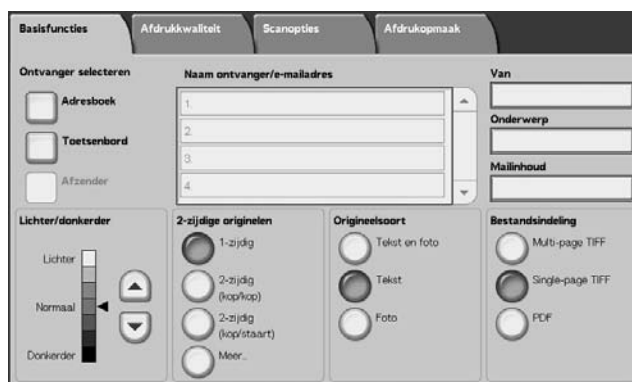 Basisfuncties
Afdrukkwaliteit
Scanopties
Afdrukopmaak
Ontvanger selecteren
Adresboek
Toetsenbord
Afzender
Naam ontvanger/e-mailadres
1.
2.
3.
4.
Van
Onderwerp
Mailinhoud
Lichter/donkerder
Lichter
Normaal
Donkerder
2-zijdige originelen
1-zijdig
2-zijdig
(kop/kop)
2-zijdig
(kop/staart)
Meer...
Origineelsoort
Tekst en foto
Tekst
Foto
Bestandsindeling
Multi-page TIFF
Single-page TIFF
PDF